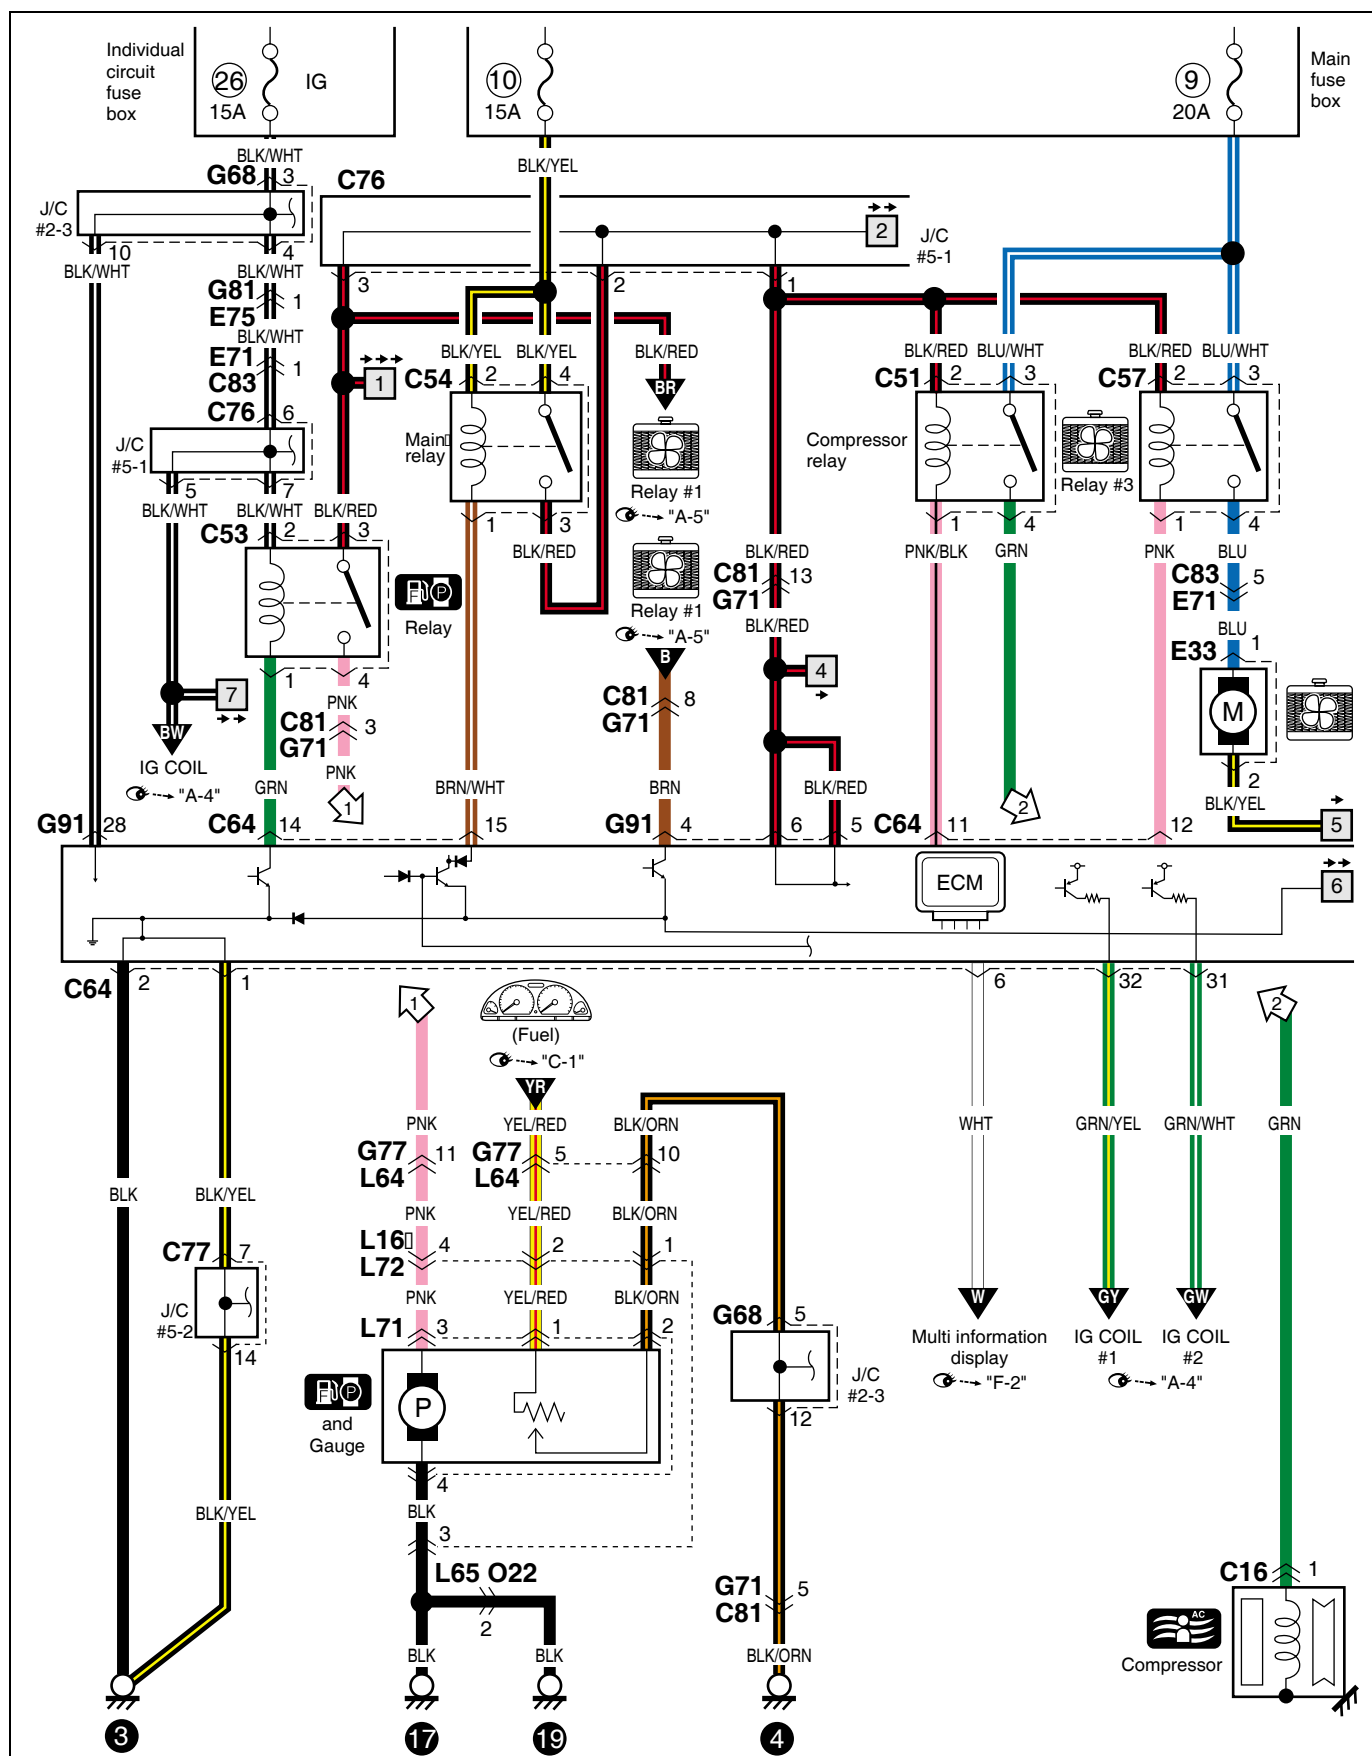 Individual
circuit
fuse
box
26
15A
IG
10
15A
9
20A
Main
fuse
box
BLK/WHT
G68 3
BLK/YEL
C76
J/C
#2-3
2
J/C
#5-1
10
4
BLK/WHT
BLK/WHT
3
2
1
G81
E75
1
BLK/WHT
BLK/YEL
BLK/YEL
BLK/RED
BLK/RED
BLU/WHT
BLK/RED
BLU/WHT
E71
C83
1
1
C54
2
4
BR
C51
2
3
C57
2
3
C76
6
J/C
#5-1
Main
relay
Compressor
relay
Relay #3
5
7
Relay #1
"A-5"
BLK/WHT
BLK/WHT
BLK/RED
1
3
1
4
1
4
C53
2
3
BLK/RED
BLK/RED
PNK/BLK
GRN
PNK
BLU
F P
Relay
Relay #1
"A-5"
C81
G71
13
C83
E71
5
BLK/RED
BLU
1
4
B
4
E33
1
7
PNK
C81
G71
3
C81
G71
8
M
BW
IG COIL
"A-4"
GRN
PNK
BRN/WHT
BRN
BLK/RED
2
BLK/YEL
1
2
5
G91
28
C64
14
15
G91
4
6
5
C64
11
12
ECM
6
C64
2
1
6
32
31
1
(Fuel)
"C-1"
2
YR
PNK
YEL/RED
BLK/ORN
WHT
GRN/YEL
GRN/WHT
GRN
G77
L64
11
G77
L64
5
10
BLK
BLK/YEL
PNK
YEL/RED
BLK/ORN
L16
L72
4
2
1
C77
7
PNK
YEL/RED
BLK/ORN
W
GY
GW
J/C
#5-2
L71
3
1
2
G68
5
Multi information
display
"F-2"
IG COIL
#1
IG COIL
#2
"A-4"
14
F P
and
Gauge
P
J/C
#2-3
12
4
BLK
BLK/YEL
3
L65 O22
2
G71
C81
5
C16
1
AC
Compressor
BLK
BLK
BLK/ORN
3
17
19
4